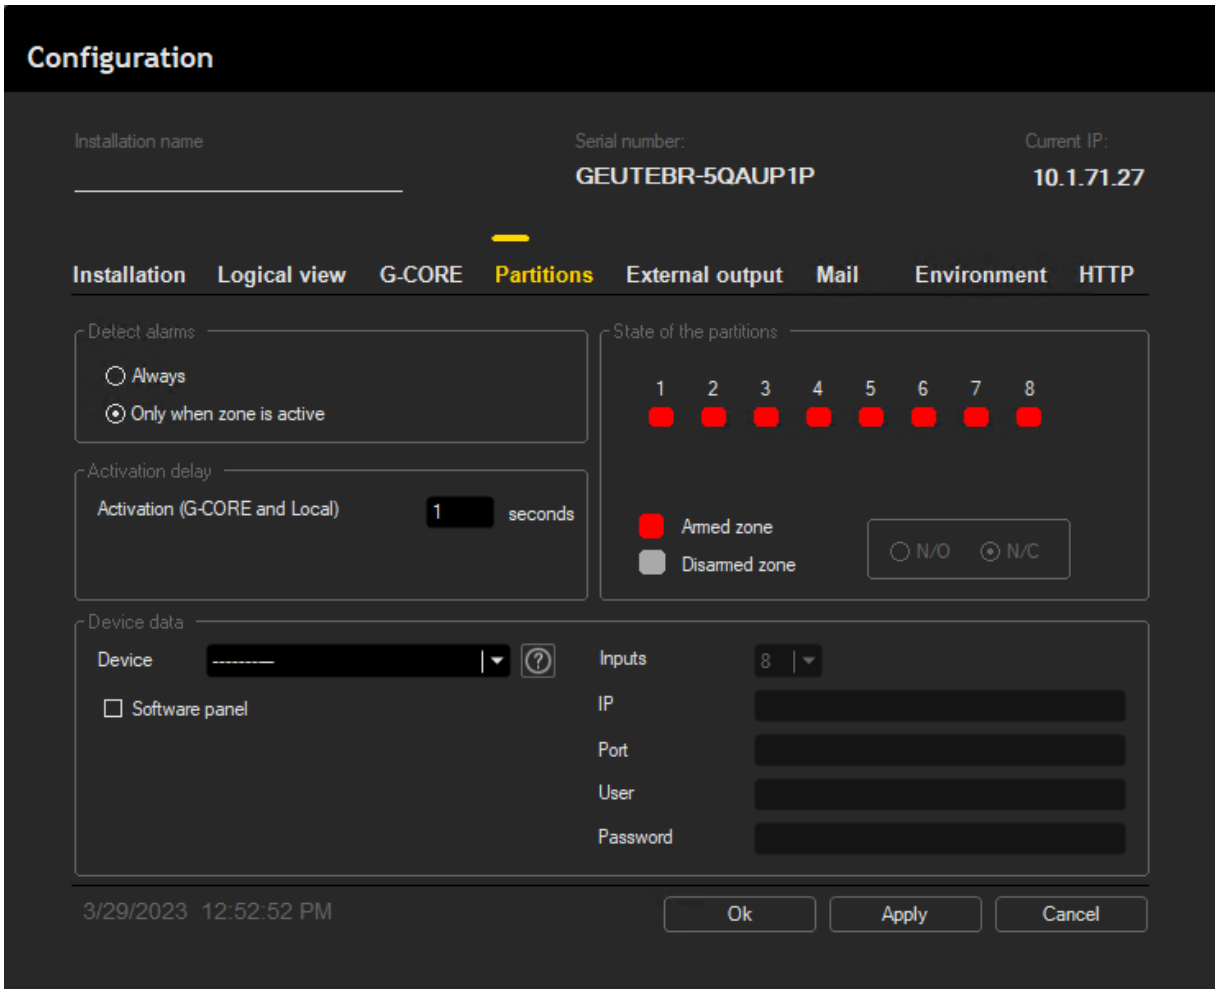 Configuration
Installation name Serial number: Current IP:
GEUTEBR-5QAUP1P 10.1.71.27
Installation Logical view G-CORE Partitions External output Mail Environment HTTP
Detect alarms
Always
Only when zone is active
State of the partitions
1 2 3 4 5 6 7 8
Armed zone
Disarmed zone
N/O N/C
Activation delay
Activation (G-CORE and Local) 1 seconds
Device data
Device ----------
Software panel
Inputs 8
IP
Port
User
Password
3/29/2023 12:52:52 PM
Ok Apply Cancel